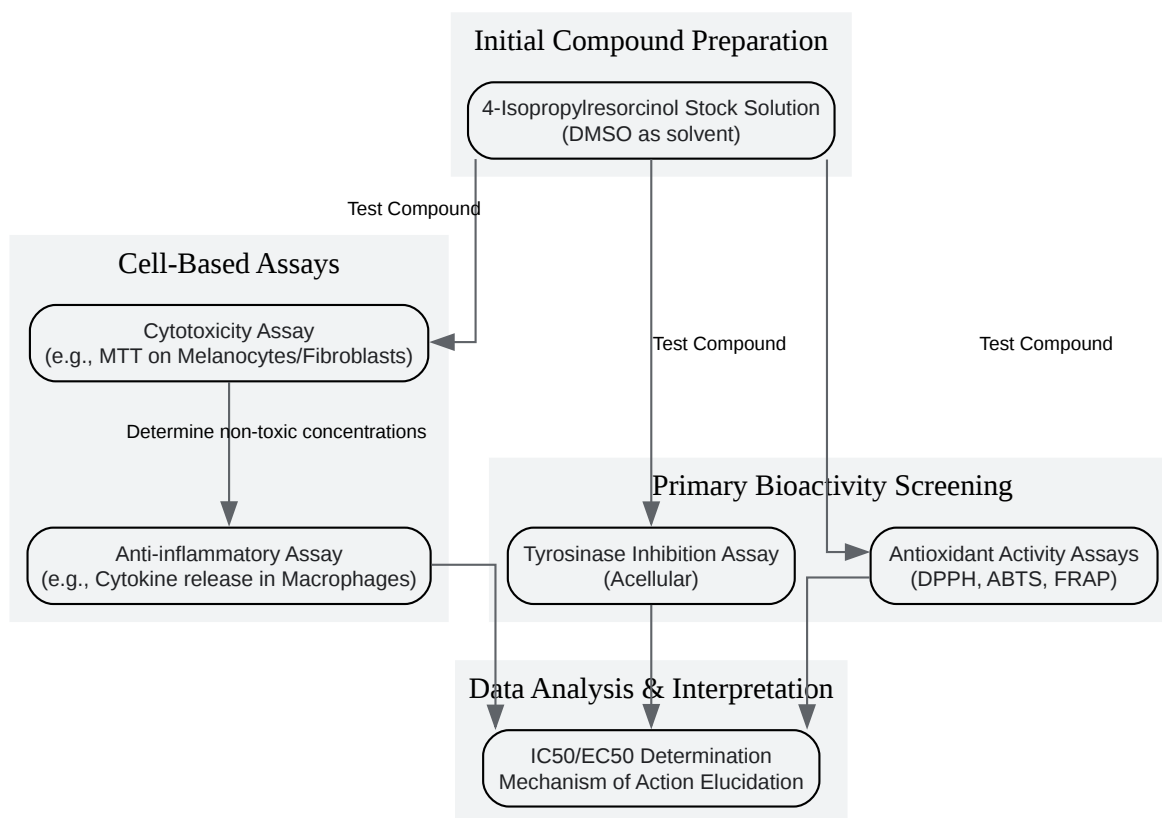 Initial Compound Preparation
4-Isopropylresorcinol Stock Solution
(DMSO as solvent)
Test Compound
Cell-Based Assays
Cytotoxicity Assay
(e.g., MTT on Melanocytes/Fibroblasts)
Test Compound
Test Compound
Determine non-toxic concentrations
Primary Bioactivity Screening
Anti-inflammatory Assay
(e.g., Cytokine release in Macrophages)
Tyrosinase Inhibition Assay
(Acellular)
Antioxidant Activity Assays
(DPPH, ABTS, FRAP)
Data Analysis & Interpretation
IC50/EC50 Determination
Mechanism of Action Elucidation